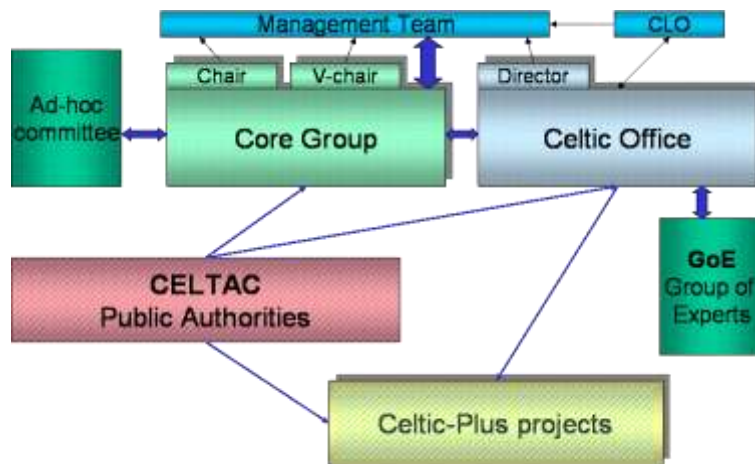 Management Team
CLO
Chair
V-chair
Director
Ad-hoc
committee
Core Group
Celtic Office
CELTAC
Public Authorities
GoE
Group of
Experts
Celtic-Plus projects